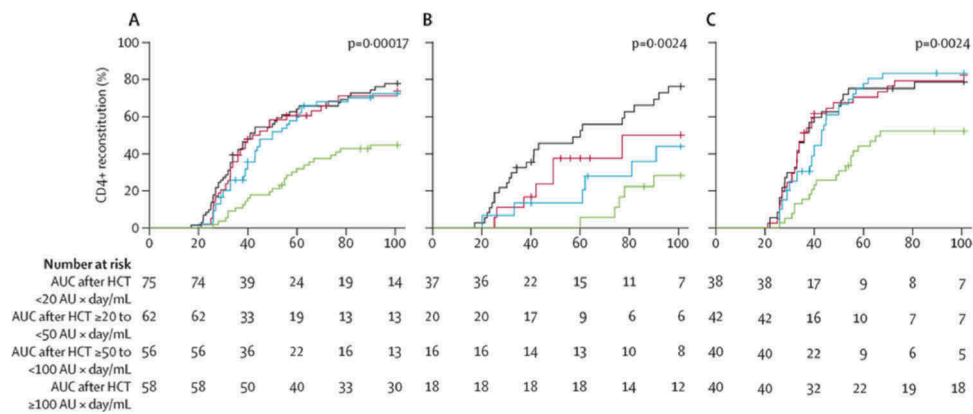 A B C
p=0·00017 p=0·0024 p=0·0024
CD4+ reconstitution (%)
100
80
60
40
20
0
0 20 40 60 80 100 0 20 40 60 80 100 0 20 40 60 80 100
Number at risk
AUC after HCT 75 74 39 24 19 14 37 36 22 15 11 7 38 38 17 9 8 7
<20 AU × day/mL
AUC after HCT ≥20 to 62 62 33 19 13 13 20 20 17 9 6 6 42 42 16 10 7 7
<50 AU × day/mL
AUC after HCT ≥50 to 56 56 36 22 16 13 16 16 14 13 10 8 40 40 22 9 6 5
<100 AU × day/mL
AUC after HCT 58 58 50 40 33 30 18 18 18 18 14 12 40 40 32 22 19 18
≥100 AU × day/mL